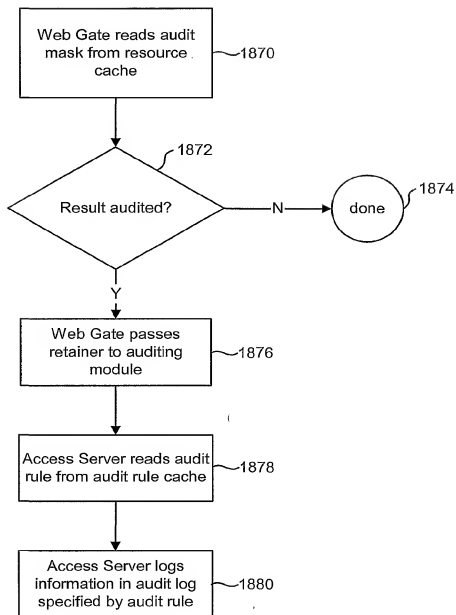 Web Gate reads audit
mask from resource
cache
1870
1872
Result audited?
N
done
1874
Y
Web Gate passes
retainer to auditing
module
1876
Access Server reads audit
rule from audit rule cache
1878
Access Server logs
information in audit log
specified by audit rule
1880